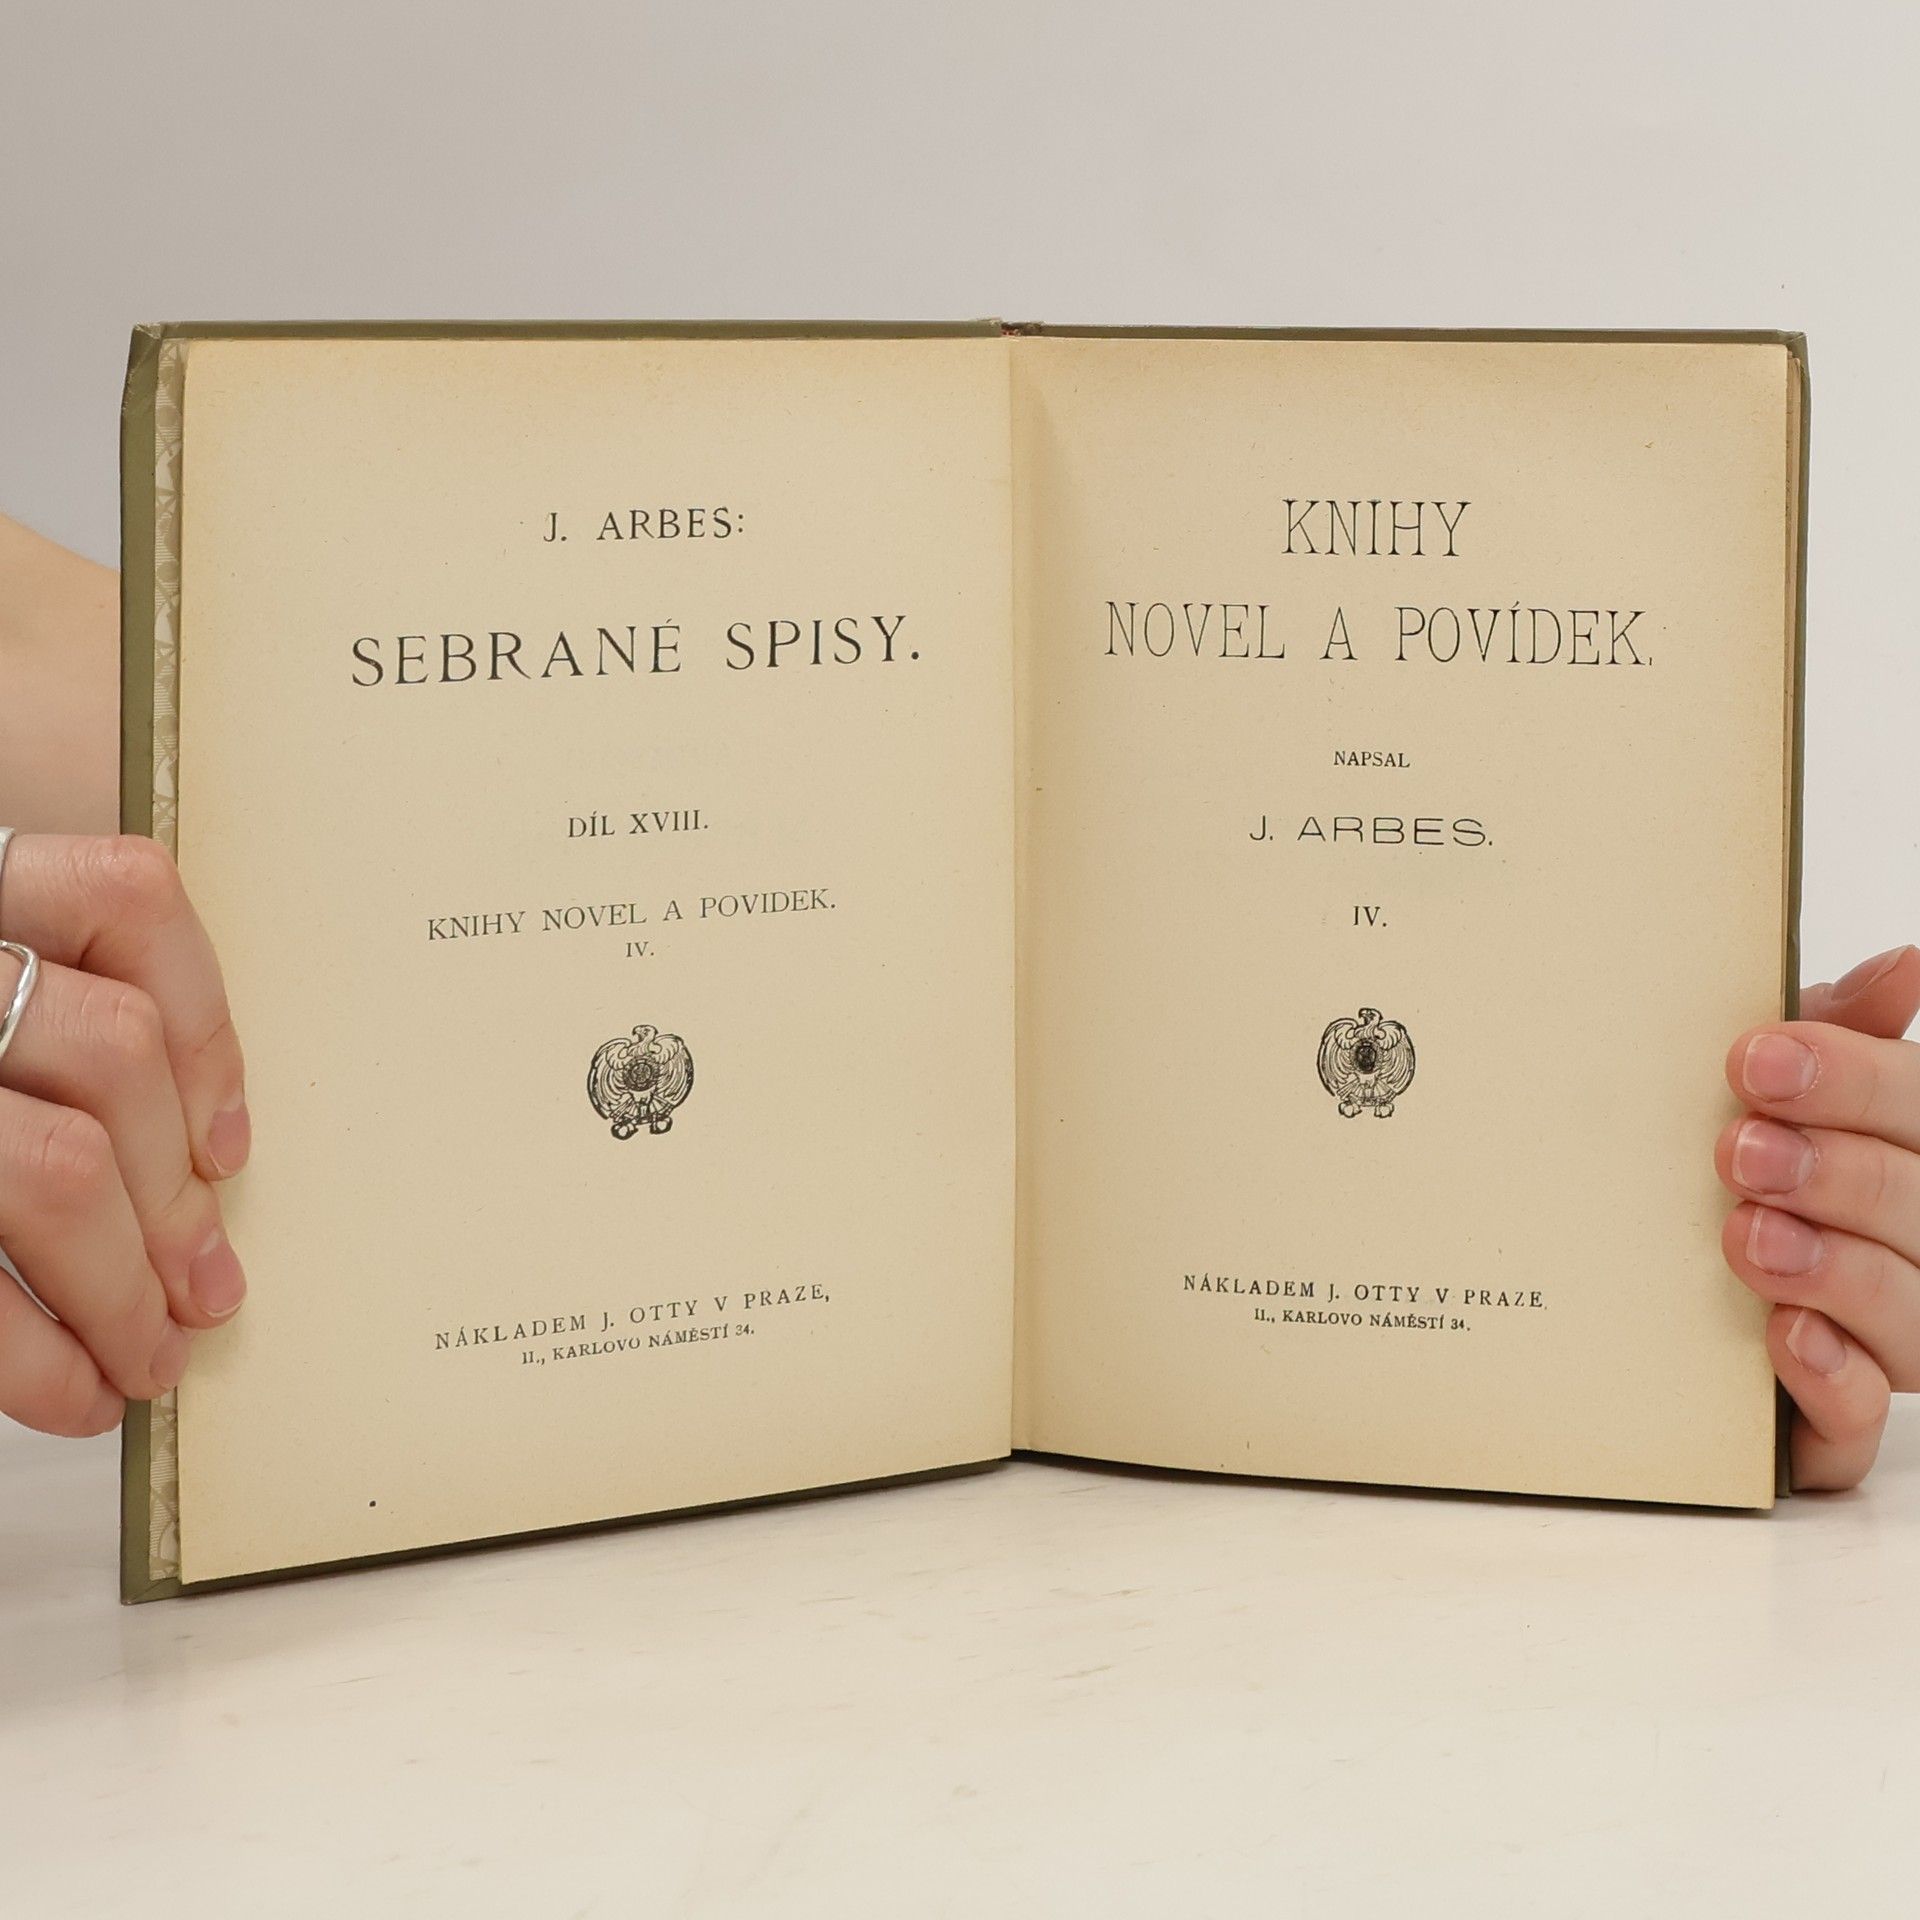 J. ARBES:
SEBRANÉ SPISY.
DÍL XVIII.
KNIHY NOVEL A POVIDEK.
IV.
NÁKLADEM J. OTTY V PRAZE,
II., KARLOVO NÁMĚSTÍ 34.
KNIHY
NOVEL A POVÍDEK.
NAPSAL
J. ARBES.
IV.
NÁKLADEM J. OTTY V PRAZE,
II., KARLOVO NÁMĚSTÍ 34.